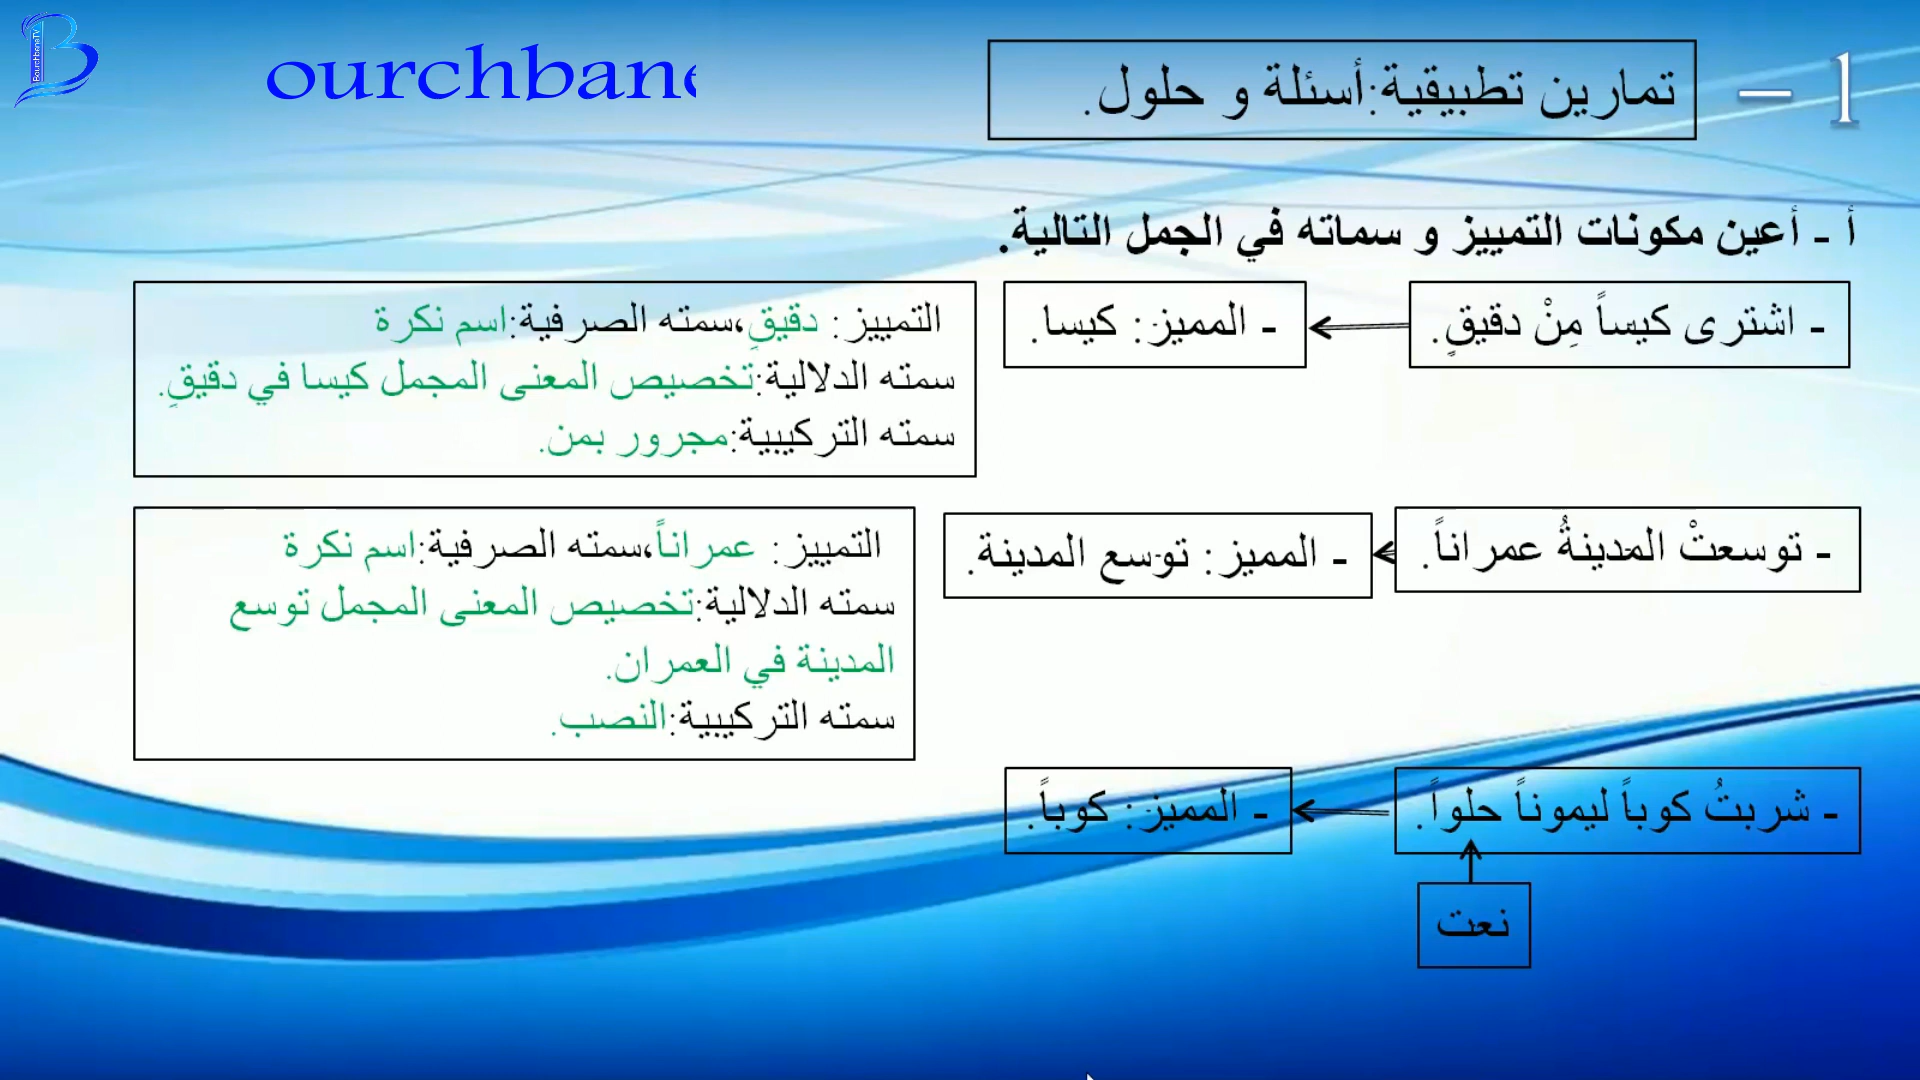 BourchbeneTV
ourchbane
1 –
تمارين تطبيقية:أسئلة و حلول.
أ - أعين مكونات التمييز و سماته في الجمل التالية.
- اشترى كيساً مِنْ دقيقٍ.
- المميز: كيسا.
التمييز: دقيقِ،سمته الصرفية:اسم نكرة
سمته الدلالية:تخصيص المعنى المجمل كيسا في دقيقِ.
سمته التركيبية:مجرور بمن.
- توسعتْ المدينةُ عمراناً.
- المميز: توسع المدينة.
التمييز: عمراناً،سمته الصرفية:اسم نكرة
سمته الدلالية:تخصيص المعنى المجمل توسع
المدينة في العمران.
سمته التركيبية:النصب.
- شربتُ كوباً ليموناً حلواً.
- المميز: كوباً.
نعت